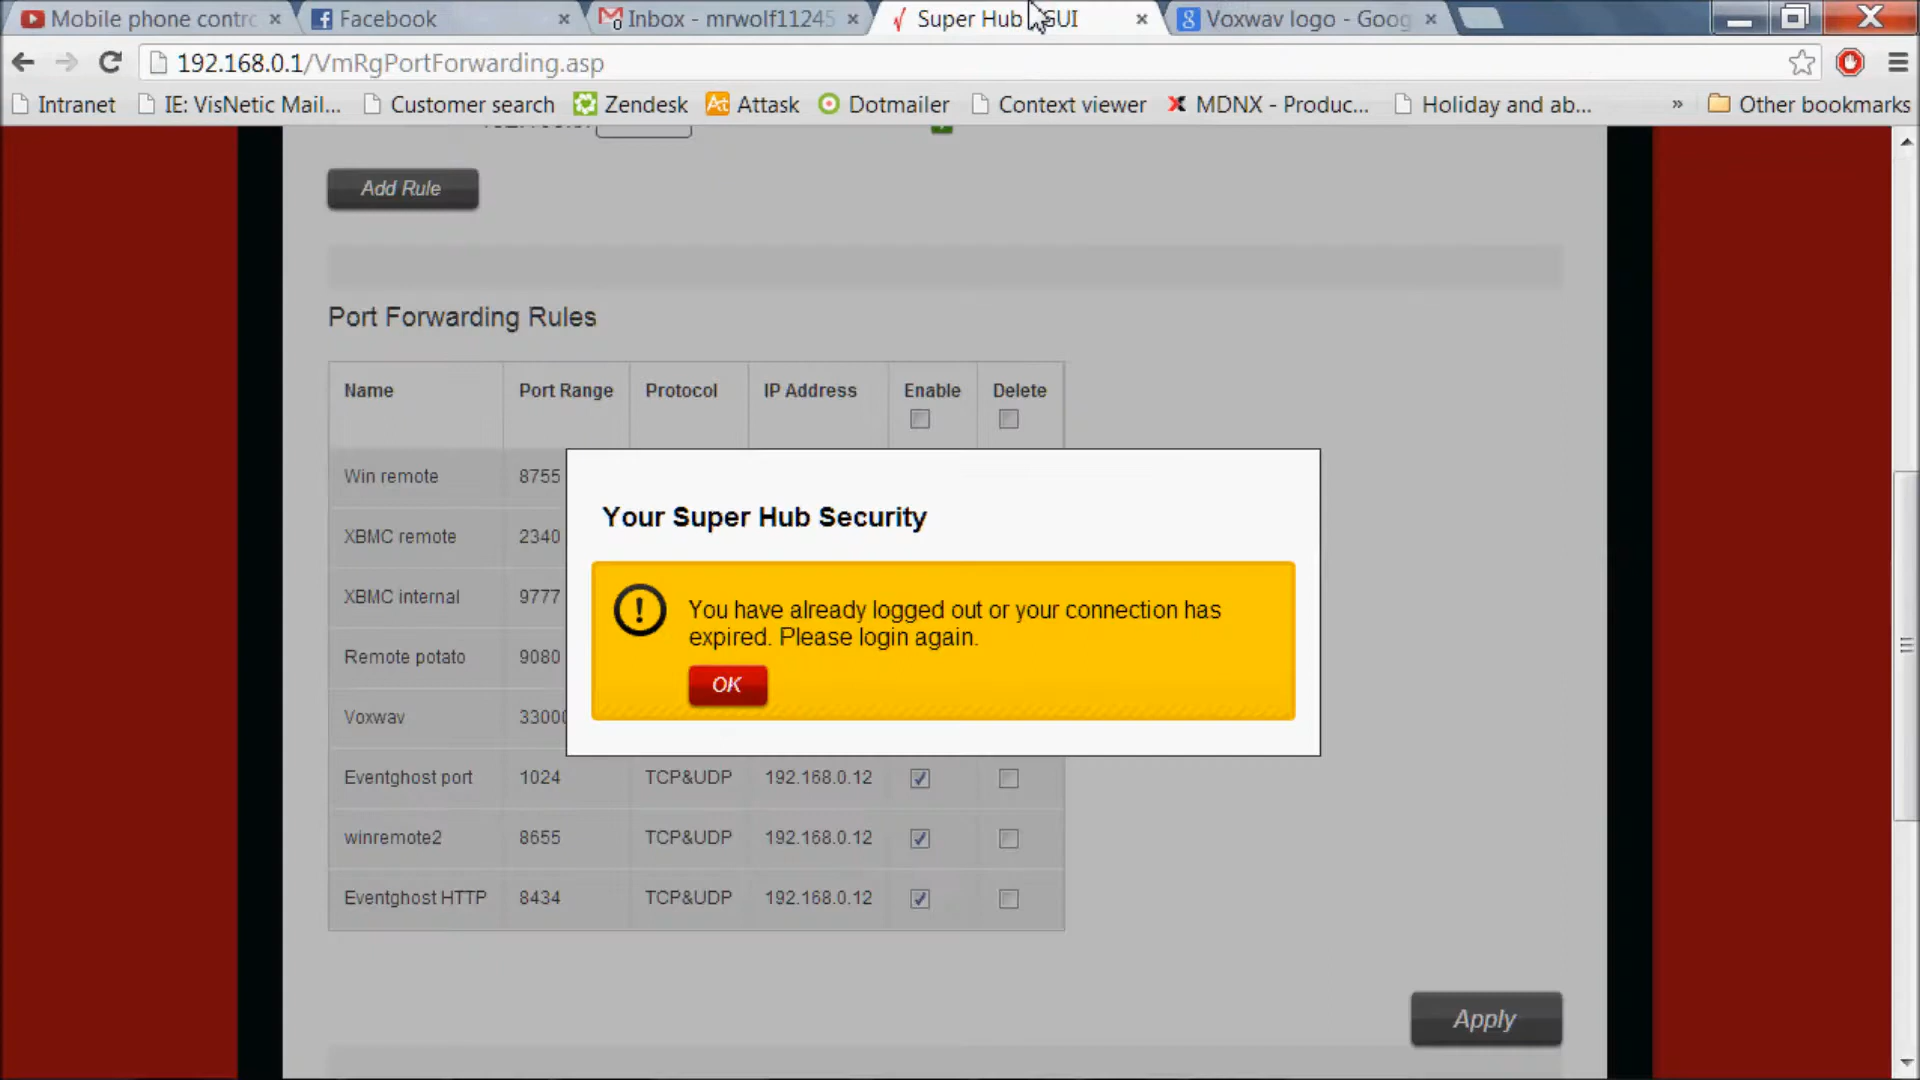 Mobile phone contro
Facebook
Inbox - mrwolf11245
Super Hub GUI
Voxwav logo - Goog
192.168.0.1/VmRgPortForwarding.asp
Intranet
IE: VisNetic Mail...
Customer search
Zendesk
Attask
Dotmailer
Context viewer
MDNX - Produc...
Holiday and ab...
» Other bookmarks
Add Rule
Port Forwarding Rules
Name Port Range Protocol IP Address Enable Delete
Win remote 8755
XBMC remote 2340
XBMC internal 9777
Remote potato 9080
Voxwav 33000
Your Super Hub Security
You have already logged out or your connection has
expired. Please login again.
OK
Eventghost port 1024 TCP&UDP 192.168.0.12
winremote2 8655 TCP&UDP 192.168.0.12
Eventghost HTTP 8434 TCP&UDP 192.168.0.12
Apply